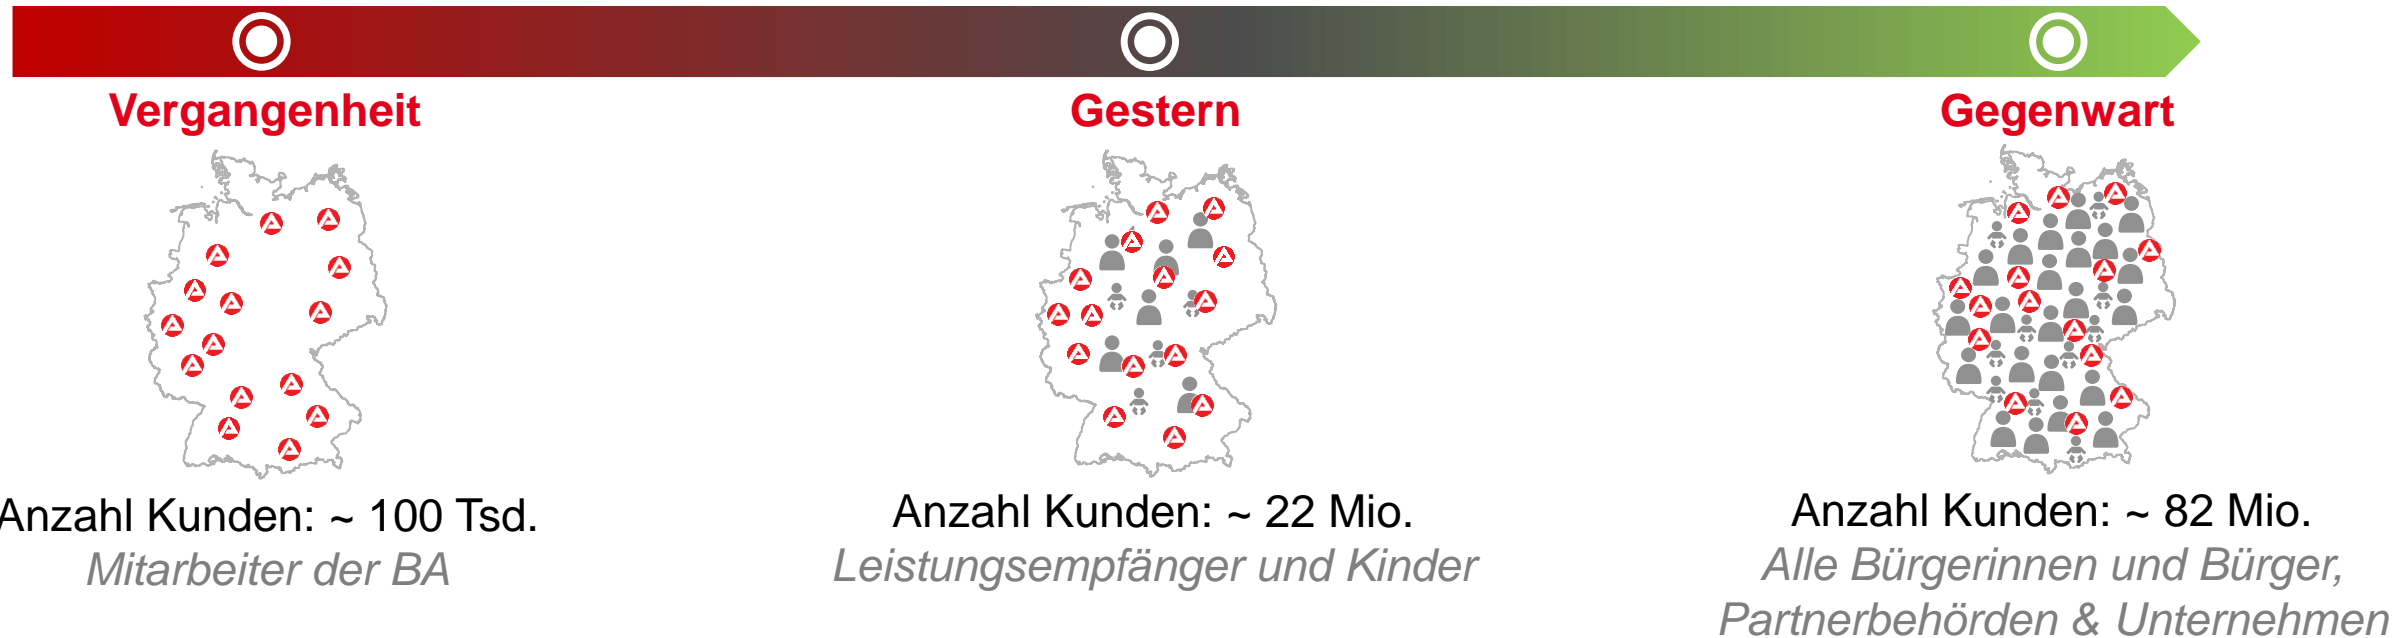 Vergangenheit
Gestern
Gegenwart
Anzahl Kunden: ~ 100 Tsd.
Mitarbeiter der BA
Anzahl Kunden: ~ 22 Mio.
Leistungsempfänger und Kinder
Anzahl Kunden: ~ 82 Mio.
Alle Bürgerinnen und Bürger,
Partnerbehörden & Unternehmen